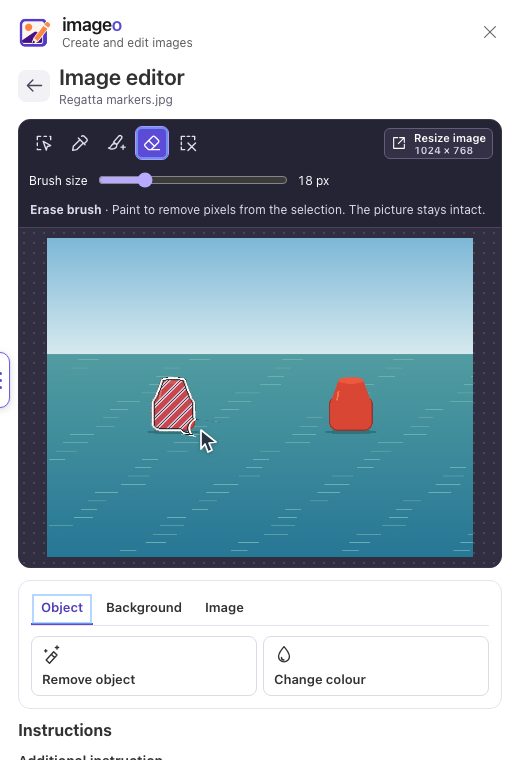 imageo
Create and edit images
Image editor
Regatta markers.jpg
Resize image
1024 × 768
Brush size 18 px
Erase brush · Paint to remove pixels from the selection. The picture stays intact.
Object Background Image
Remove object Change colour
Instructions
Additional instruction